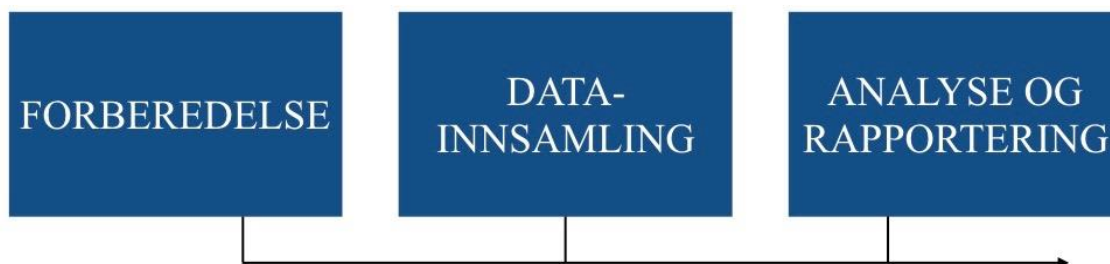 FORBEREDELSE
DATA-
INNSAMLING
ANALYSE OG
RAPPORTERING